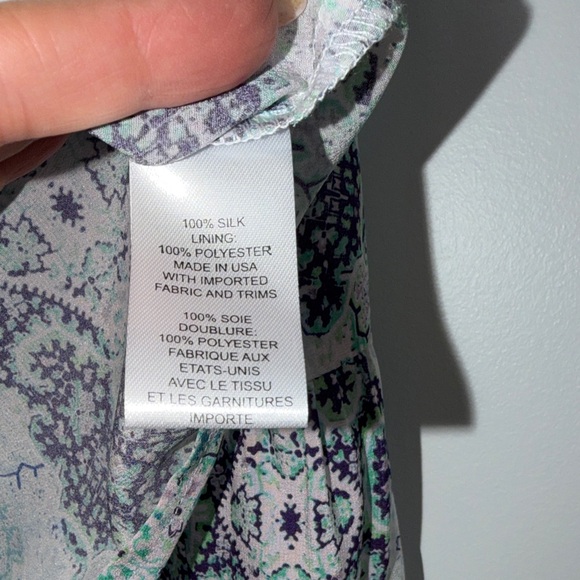 100% SILK
LINING:
100% POLYESTER
MADE IN USA
WITH IMPORTED
FABRIC AND TRIMS
100% SOIE
DOUBLURE:
100% POLYESTER
FABRIQUE AUX
ETATS-UNIS
AVEC LE TISSU
ET LES GARNITURES
IMPORTE